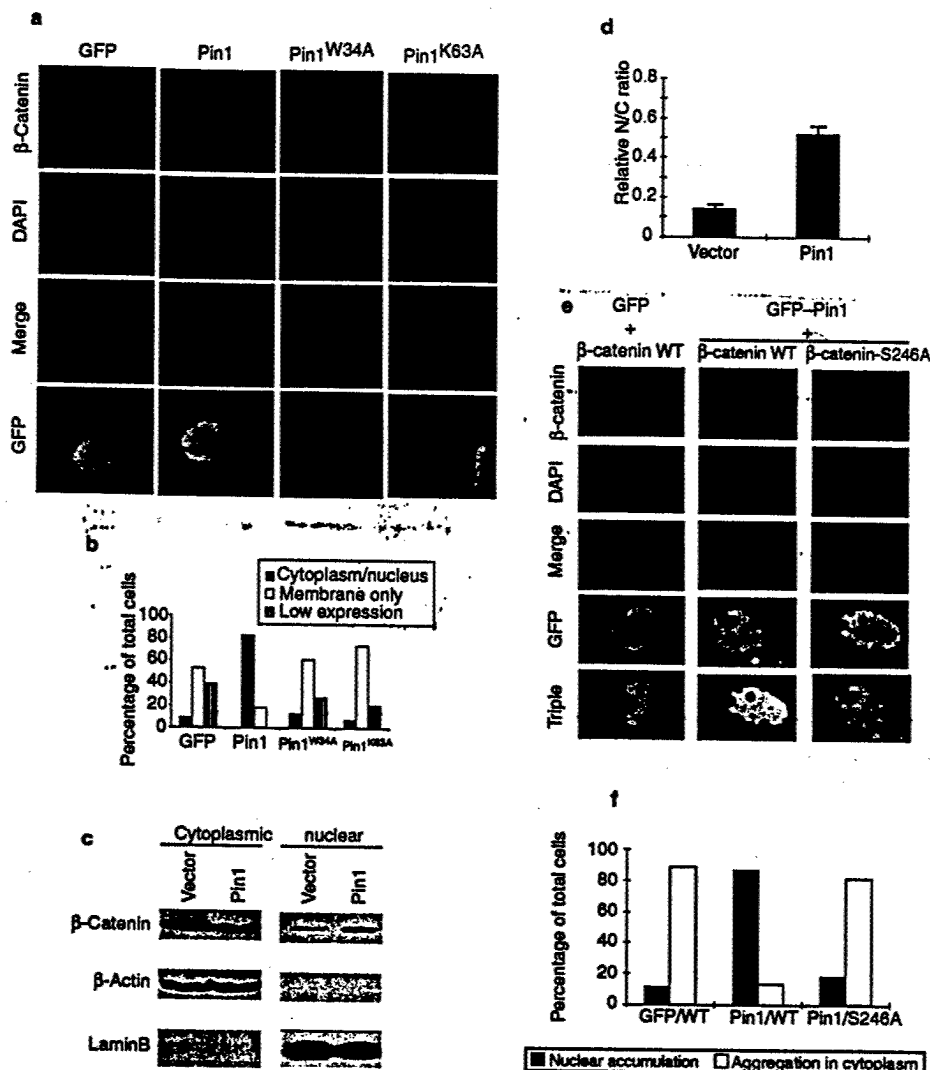 a
GFP Pin1 Pin1W34A Pin1K63A
β-Catenin
DAPI
Merge
GFP
b
Cytoplasm/nucleus
Membrane only
Low expression
Percentage of total cells
100
80
60
40
20
0
GFP Pin1 Pin1W34A Pin1K63A
c
Cytoplasmic nuclear
Vector Pin1 Vector Pin1
β-Catenin
β-Actin
LaminB
d
Relative N/C ratio
0.8
0.6
0.4
0.2
0
Vector Pin1
e
GFP GFP–Pin1
+ +
β-catenin WT β-catenin WT β-catenin-S246A
β-catenin
DAPI
Merge
GFP
Triple
f
Percentage of total cells
100
80
60
40
20
0
GFP/WT Pin1/WT Pin1/S246A
Nuclear accumulation Aggregation in cytoplasm